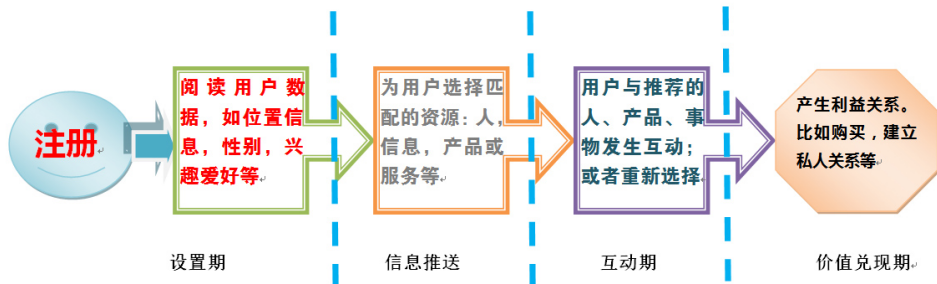 注册
阅读用户数
据，如位置信
息，性别，兴
趣爱好等
为用户选择匹
配的资源：人，
信息，产品或
服务等
用户与推荐的
人、产品、事
物发生互动；
或者重新选择
产生利益关系。
比如购买，建立
私人关系等
设置期
信息推送
互动期
价值兑现期